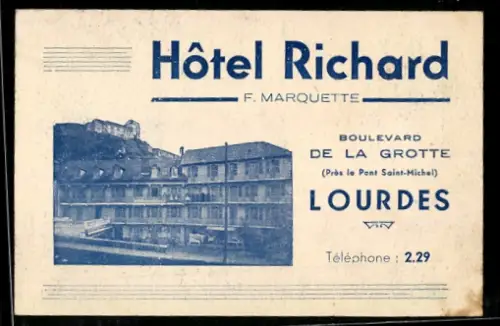 Hôtel Richard
F. MARQUETTE
BOULEVARD
DE LA GROTTE
(Près le Pont Saint-Michel)
LOURDES
Téléphone : 2.29